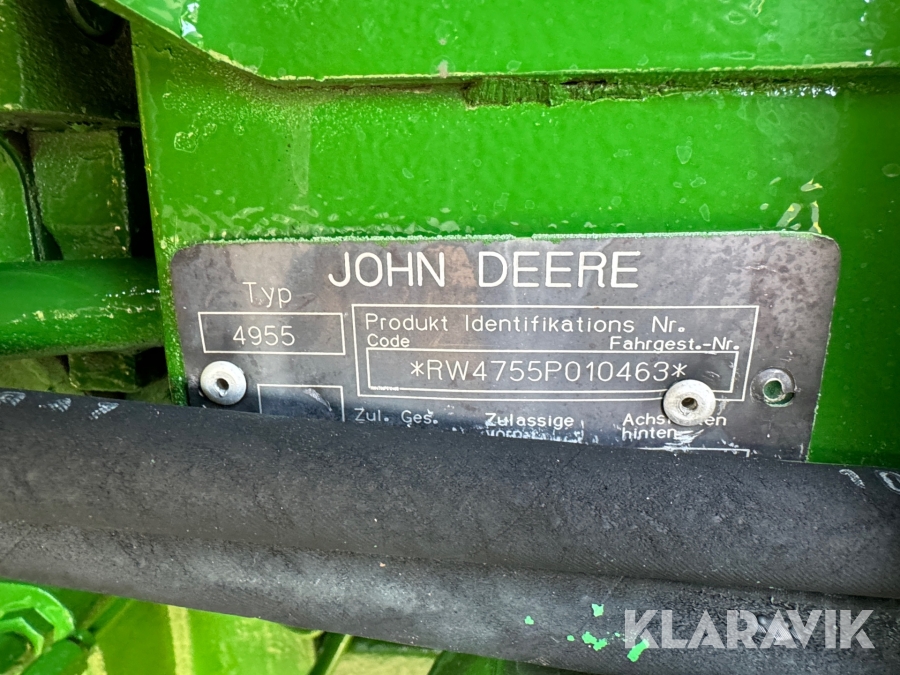 JOHN DEERE
Typ
4955
Produkt Identifikations Nr.
Code Fahrgest.-Nr.
*RW4755P010463*
Zul. Ges. Zulassige
hinten
KLARAVIK